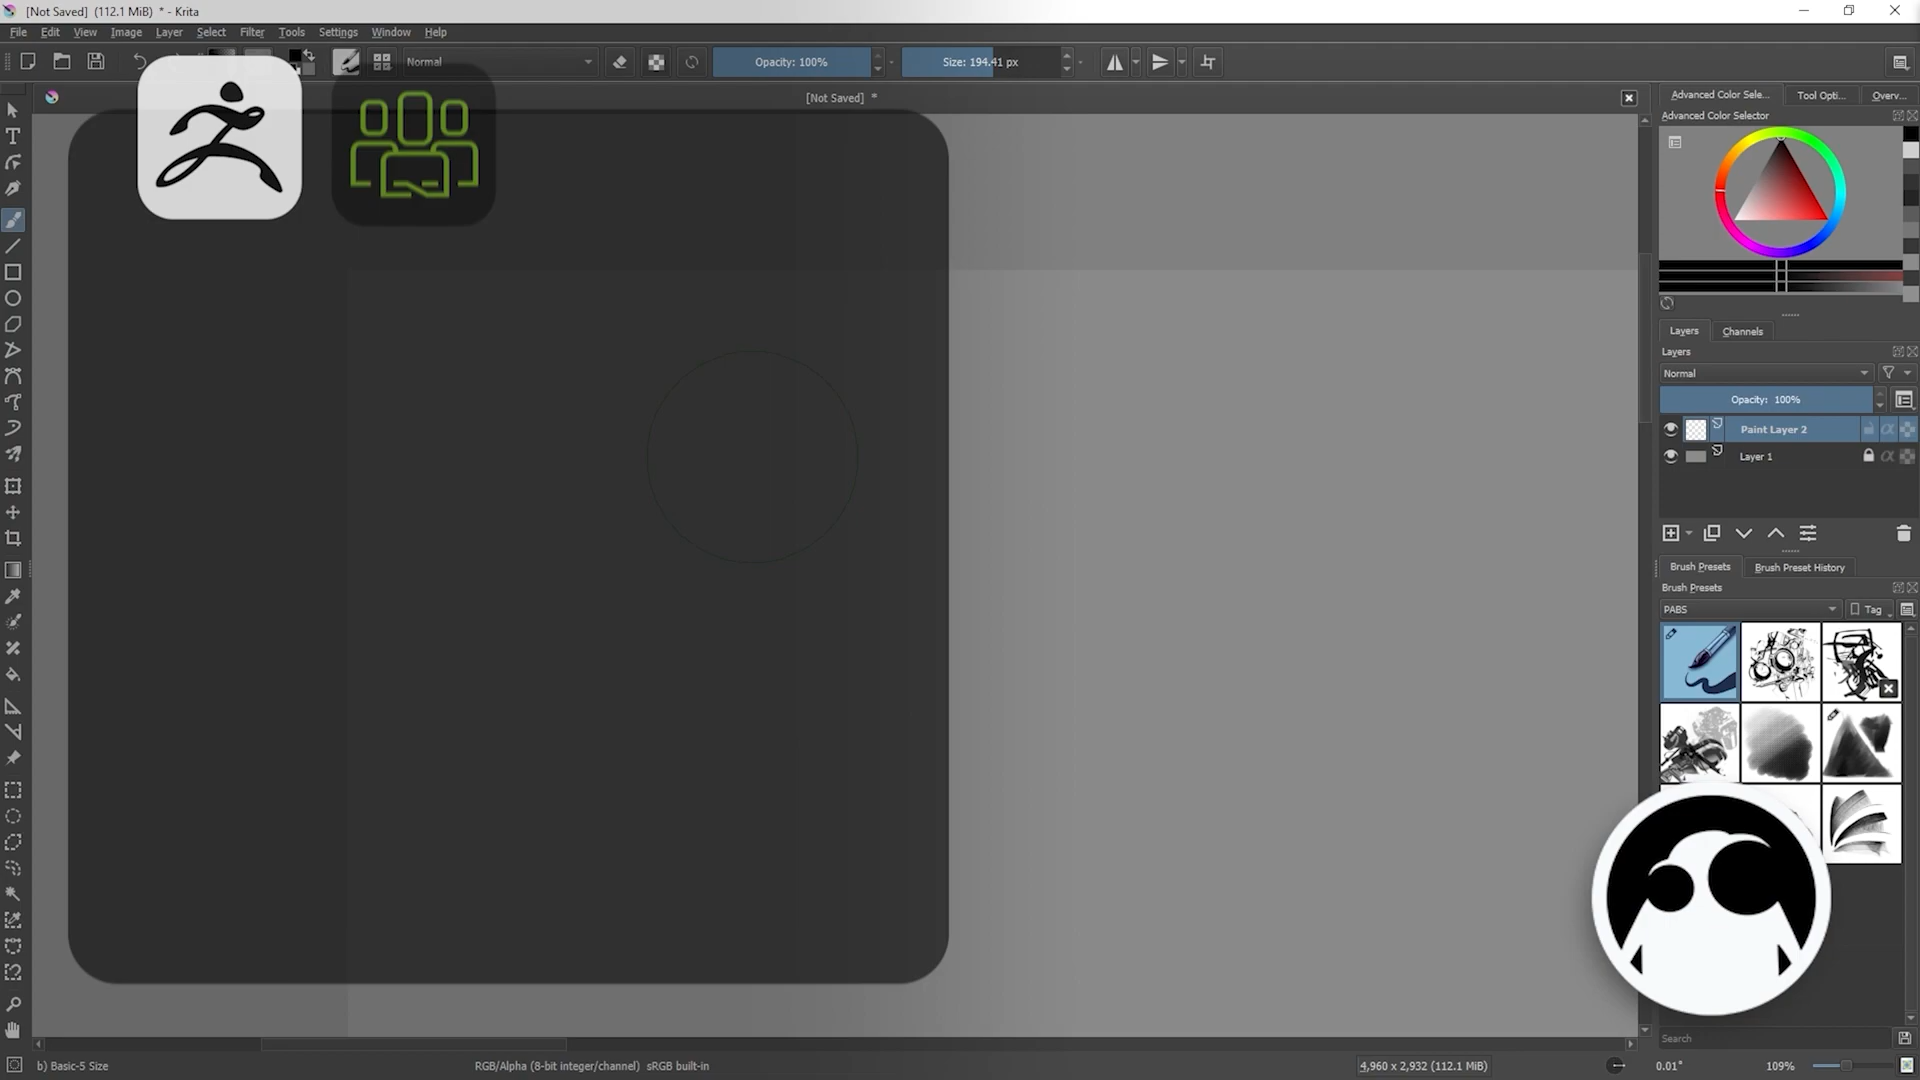 [Not Saved] (112.1 MiB) * - Krita
File Edit View Image Layer Select Filter Tools Settings Window Help
Normal
Opacity: 100%
Size: 194.41 px
[Not Saved] *
Advanced Color Sele... Tool Opti... Overv...
Advanced Color Selector
Layers Channels
Layers
Normal
Opacity: 100%
Paint Layer 2
Layer 1
Brush Presets Brush Preset History
Brush Presets
PABS
Tag
Search
b) Basic-5 Size
RGB/Alpha (8-bit integer/channel) sRGB built-in
4,960 x 2,932 (112.1 MiB)
0.01°
109%